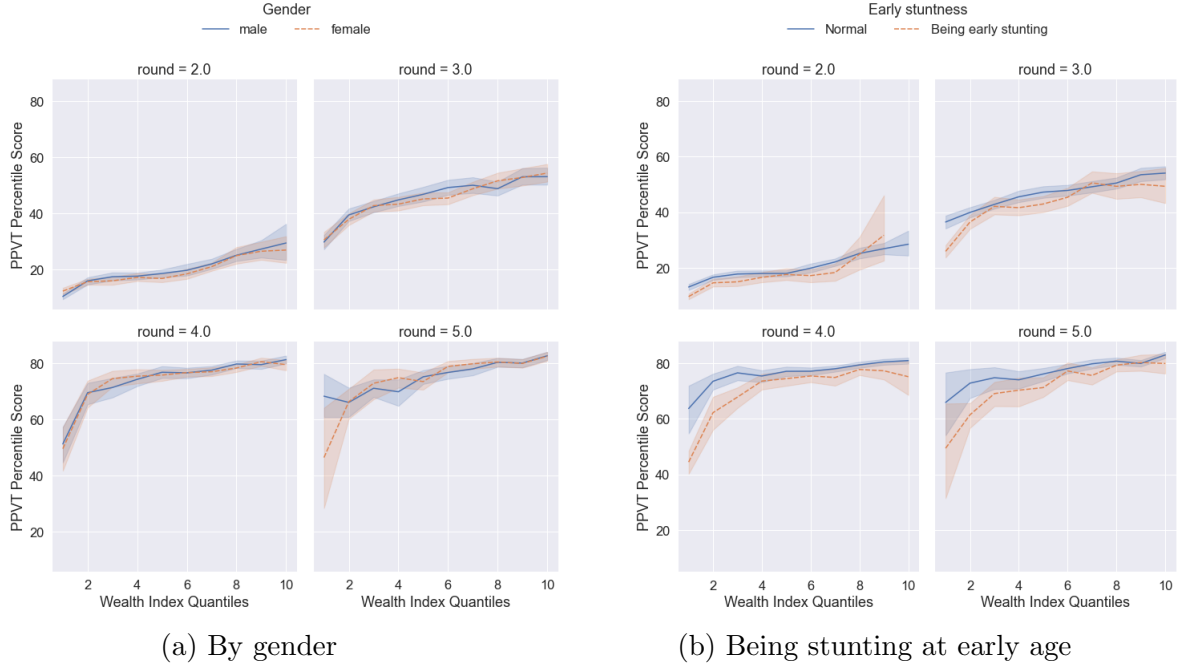 Gender
male female
round = 2.0
round = 3.0
PPVT Percentile Score
80
60
40
20
round = 4.0
round = 5.0
PPVT Percentile Score
80
60
40
20
2 4 6 8 10
2 4 6 8 10
Wealth Index Quantiles
Wealth Index Quantiles
(a) By gender
Early stuntness
Normal Being early stunting
round = 2.0
round = 3.0
PPVT Percentile Score
80
60
40
20
round = 4.0
round = 5.0
PPVT Percentile Score
80
60
40
20
2 4 6 8 10
2 4 6 8 10
Wealth Index Quantiles
Wealth Index Quantiles
(b) Being stunting at early age